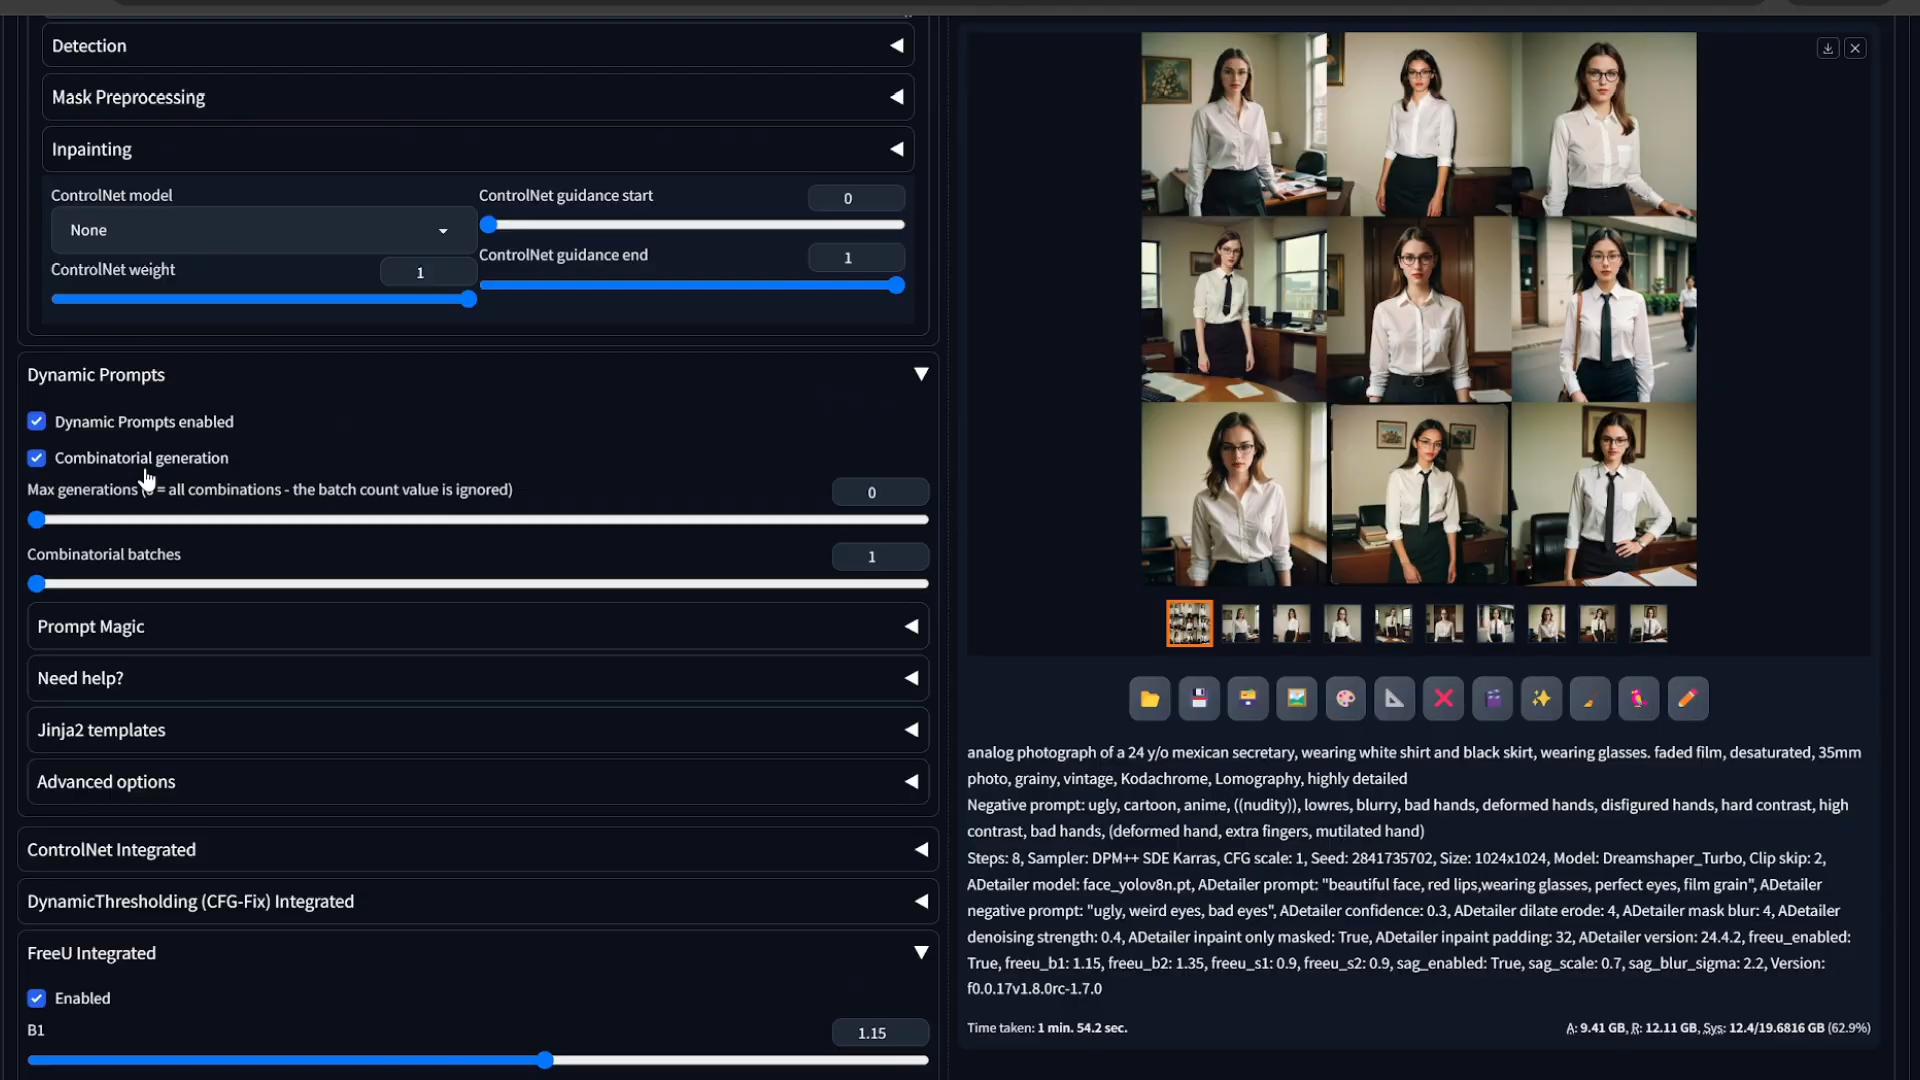 Detection
Mask Preprocessing
Inpainting
ControlNet model
None
ControlNet weight
1
ControlNet guidance start
0
ControlNet guidance end
1
Dynamic Prompts
Dynamic Prompts enabled
Combinatorial generation
Max generations (0 = all combinations - the batch count value is ignored)
0
Combinatorial batches
1
Prompt Magic
Need help?
Jinja2 templates
Advanced options
ControlNet Integrated
DynamicThresholding (CFG-Fix) Integrated
FreeU Integrated
Enabled
B1
1.15
analog photograph of a 24 y/o mexican secretary, wearing white shirt and black skirt, wearing glasses. faded film, desaturated, 35mm
photo, grainy, vintage, Kodachrome, Lomography, highly detailed
Negative prompt: ugly, cartoon, anime, ((nudity)), lowres, blurry, bad hands, deformed hands, disfigured hands, hard contrast, high
contrast, bad hands, (deformed hand, extra fingers, mutilated hand)
Steps: 8, Sampler: DPM++ SDE Karras, CFG scale: 1, Seed: 2841735702, Size: 1024x1024, Model: Dreamshaper_Turbo, Clip skip: 2,
ADetailer model: face_yolov8n.pt, ADetailer prompt: "beautiful face, red lips,wearing glasses, perfect eyes, film grain", ADetailer
negative prompt: "ugly, weird eyes, bad eyes", ADetailer confidence: 0.3, ADetailer dilate erode: 4, ADetailer mask blur: 4, ADetailer
denoising strength: 0.4, ADetailer inpaint only masked: True, ADetailer inpaint padding: 32, ADetailer version: 24.4.2, freeu_enabled:
True, freeu_b1: 1.15, freeu_b2: 1.35, freeu_s1: 0.9, freeu_s2: 0.9, sag_enabled: True, sag_scale: 0.7, sag_blur_sigma: 2.2, Version:
f0.0.17v1.8.0rc-1.7.0
Time taken: 1 min. 54.2 sec.
A: 9.41 GB, R: 12.11 GB, Sys: 12.4/19.6816 GB (62.9%)